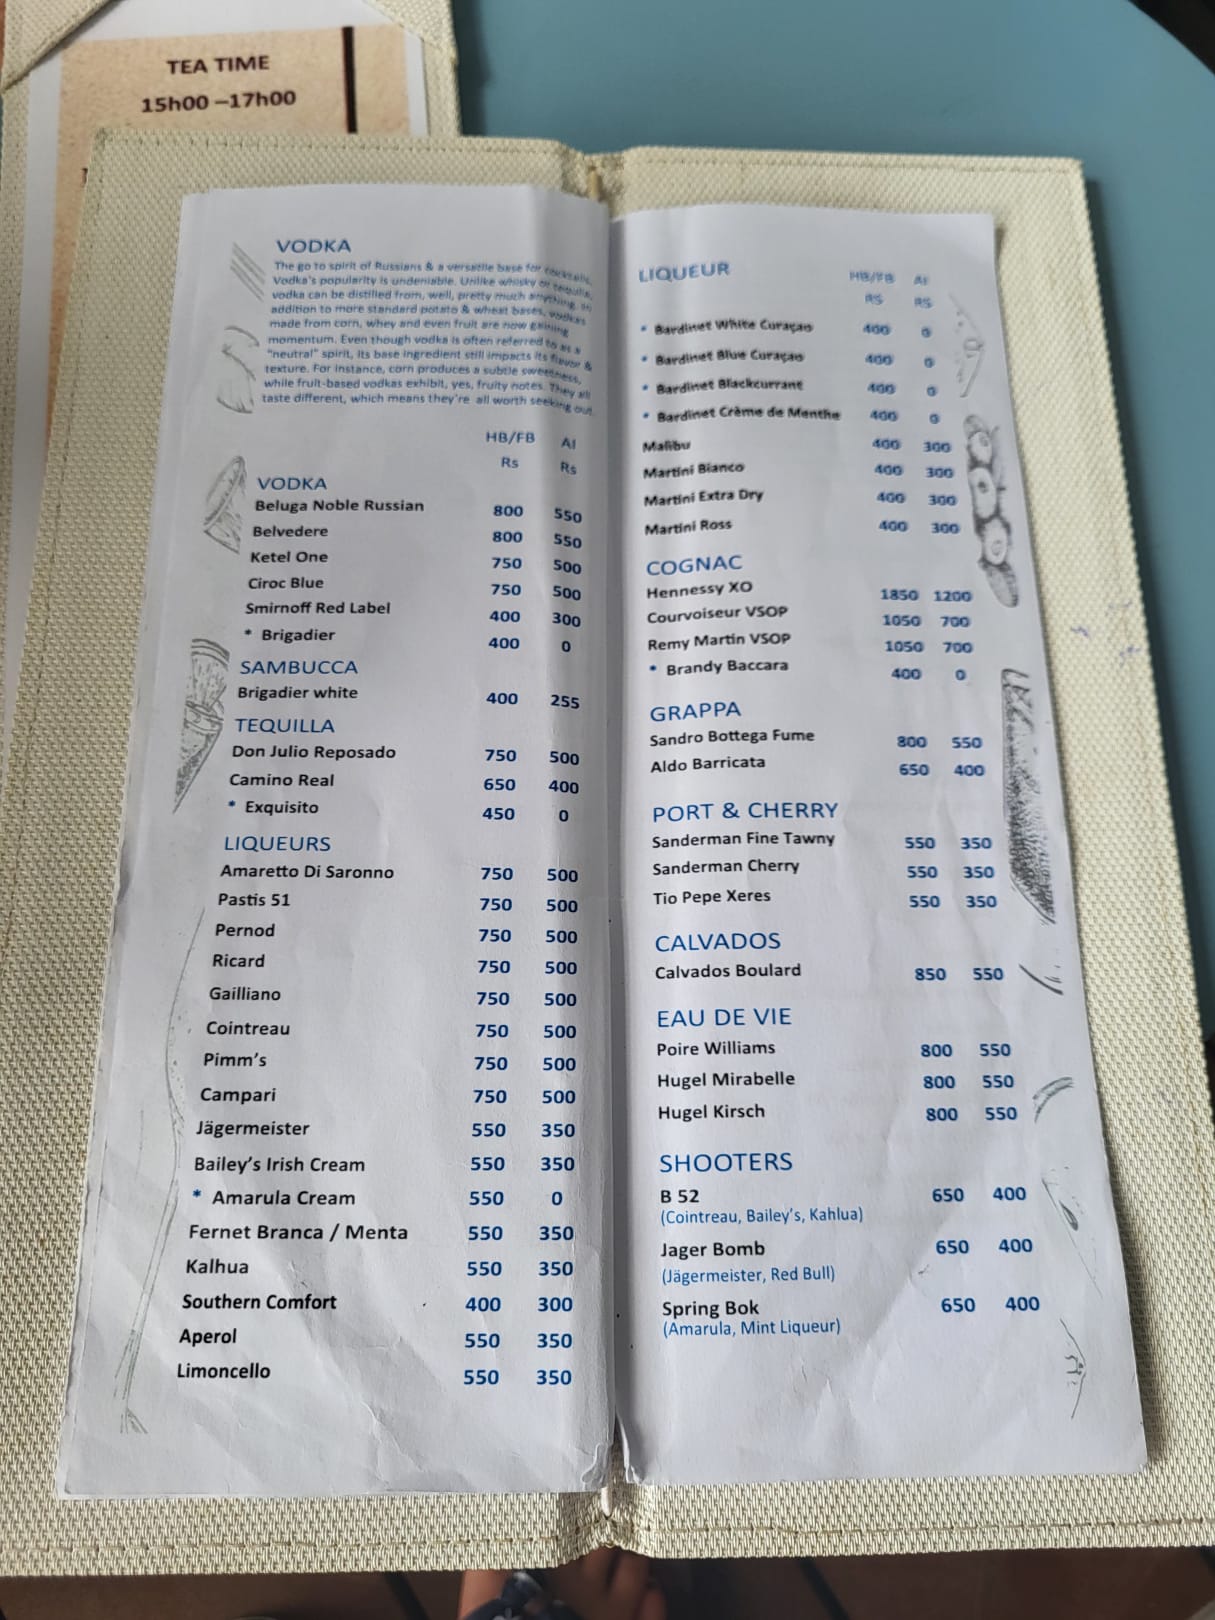 TEA TIME
15h00 –17h00
VODKA
The go to spirit of Russians & a versatile base for cocktails.
Vodka's popularity is undeniable. Unlike whisky or tequila,
vodka can be distilled from, well, pretty much anything. In
addition to more standard potato & wheat bases, vodkas
made from corn, whey and even fruit are now gaining
momentum. Even though vodka is often referred to as a
"neutral" spirit, its base ingredient still impacts its flavor &
texture. For instance, corn produces a subtle sweetness,
while fruit-based vodkas exhibit, yes, fruity notes. They all
taste different, which means they're all worth seeking out.
HB/FB AI
Rs Rs
VODKA
Beluga Noble Russian 800 550
Belvedere 800 550
Ketel One 750 500
Ciroc Blue 750 500
Smirnoff Red Label 400 300
* Brigadier 400 0
SAMBUCCA
Brigadier white 400 255
TEQUILLA
Don Julio Reposado 750 500
Camino Real 650 400
* Exquisito 450 0
LIQUEURS
Amaretto Di Saronno 750 500
Pastis 51 750 500
Pernod 750 500
Ricard 750 500
Gailliano 750 500
Cointreau 750 500
Pimm's 750 500
Campari 750 500
Jägermeister 550 350
Bailey's Irish Cream 550 350
* Amarula Cream 550 0
Fernet Branca / Menta 550 350
Kalhua 550 350
Southern Comfort 400 300
Aperol 550 350
Limoncello 550 350
LIQUEUR HB/FB AI
RS RS
* Bardinet White Curaçao 400 0
* Bardinet Blue Curaçao 400 0
* Bardinet Blackcurrant 400 0
* Bardinet Crème de Menthe 400 0
Malibu 400 300
Martini Bianco 400 300
Martini Extra Dry 400 300
Martini Ross 400 300
COGNAC
Hennessy XO 1850 1200
Courvoiseur VSOP 1050 700
Remy Martin VSOP 1050 700
* Brandy Baccara 400 0
GRAPPA
Sandro Bottega Fume 800 550
Aldo Barricata 650 400
PORT & CHERRY
Sanderman Fine Tawny 550 350
Sanderman Cherry 550 350
Tio Pepe Xeres 550 350
CALVADOS
Calvados Boulard 850 550
EAU DE VIE
Poire Williams 800 550
Hugel Mirabelle 800 550
Hugel Kirsch 800 550
SHOOTERS
B 52 650 400
(Cointreau, Bailey's, Kahlua)
Jager Bomb 650 400
(Jägermeister, Red Bull)
Spring Bok 650 400
(Amarula, Mint Liqueur)